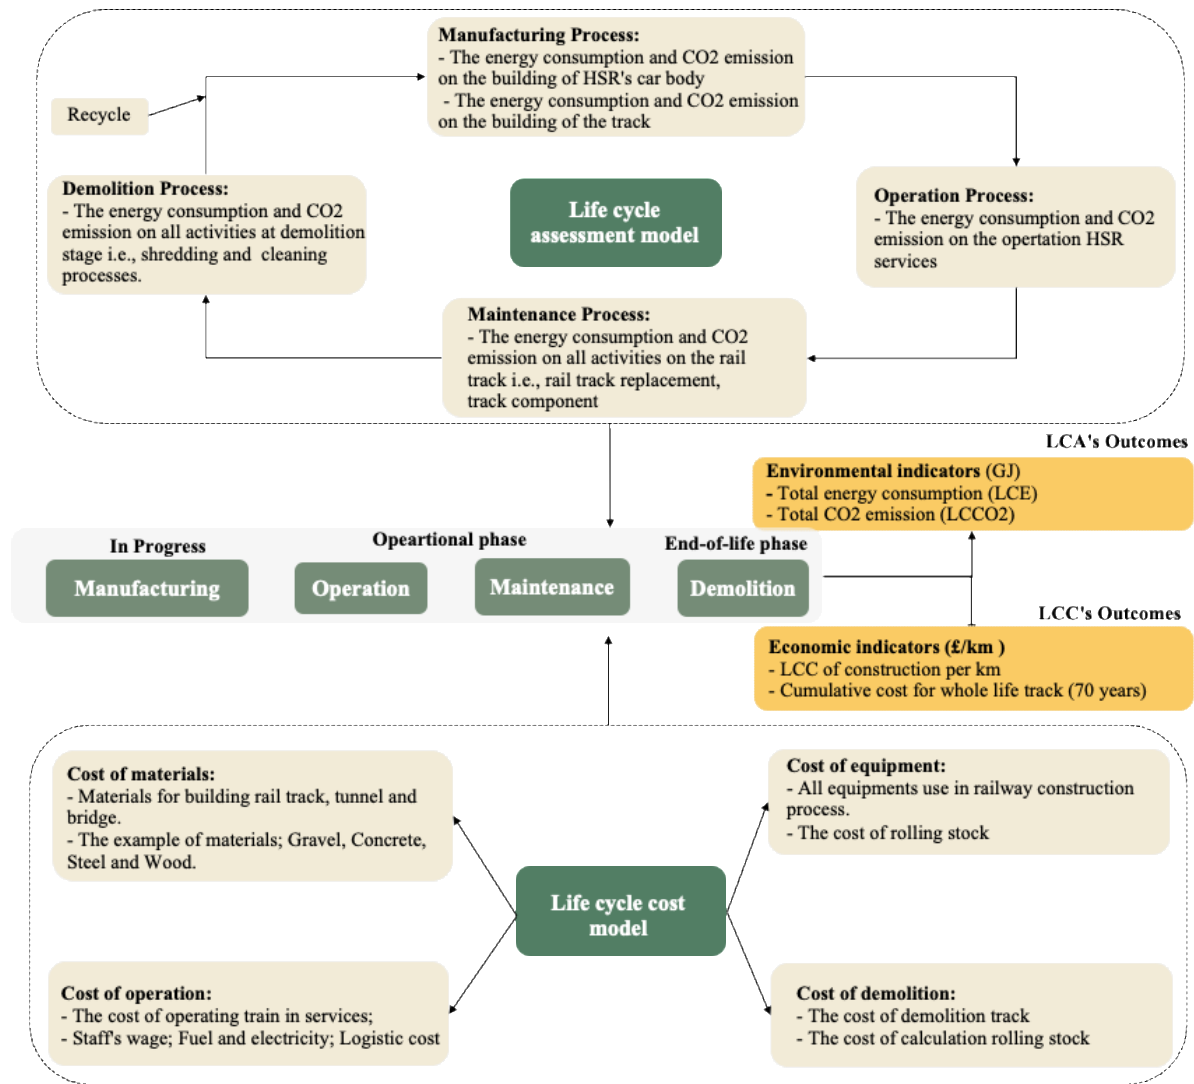 Manufacturing Process:
- The energy consumption and CO2 emission
on the building of HSR's car body
- The energy consumption and CO2 emission
on the building of the track
Recycle
Demolition Process:
- The energy consumption and CO2
emission on all activities at demolition
stage i.e., shredding and cleaning
processes.
Life cycle
assessment model
Operation Process:
- The energy consumption and CO2
emission on the opertation HSR
services
Maintenance Process:
- The energy consumption and CO2
emission on all activities on the rail
track i.e., rail track replacement,
track component
LCA's Outcomes
Environmental indicators (GJ)
- Total energy consumption (LCE)
- Total CO2 emission (LCCO2)
In Progress
Opeartional phase
End-of-life phase
Manufacturing
Operation
Maintenance
Demolition
LCC's Outcomes
Economic indicators (£/km )
- LCC of construction per km
- Cumulative cost for whole life track (70 years)
Cost of materials:
- Materials for building rail track, tunnel and
bridge.
- The example of materials; Gravel, Concrete,
Steel and Wood.
Cost of equipment:
- All equipments use in railway construction
process.
- The cost of rolling stock
Life cycle cost
model
Cost of operation:
- The cost of operating train in services;
- Staff's wage; Fuel and electricity; Logistic cost
Cost of demolition:
- The cost of demolition track
- The cost of calculation rolling stock